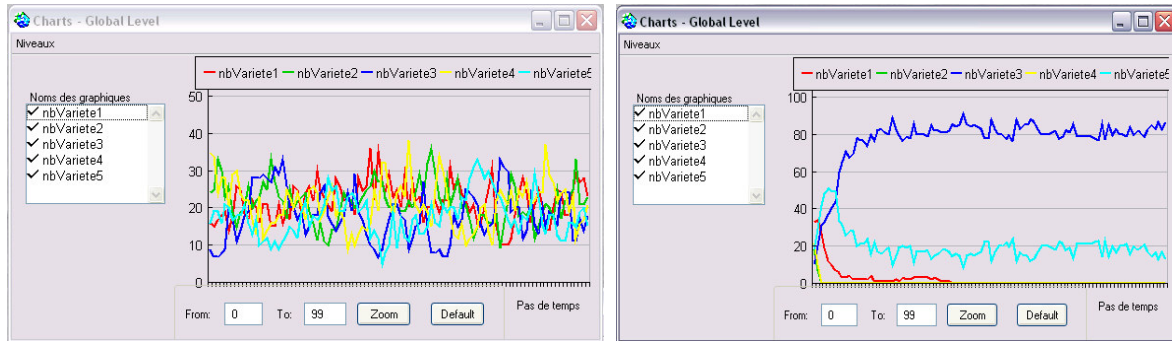 Charts - Global Level
Niveaux
nbVariete1 nbVariete2 nbVariete3 nbVariete4 nbVariete5
Noms des graphiques
nbVariete1
nbVariete2
nbVariete3
nbVariete4
nbVariete5
50
40
30
20
10
0
From: 0 To: 99 Zoom Default Pas de temps
Charts - Global Level
Niveaux
nbVariete1 nbVariete2 nbVariete3 nbVariete4 nbVariete5
Noms des graphiques
nbVariete1
nbVariete2
nbVariete3
nbVariete4
nbVariete5
100
80
60
40
20
0
From: 0 To: 99 Zoom Default Pas de temps